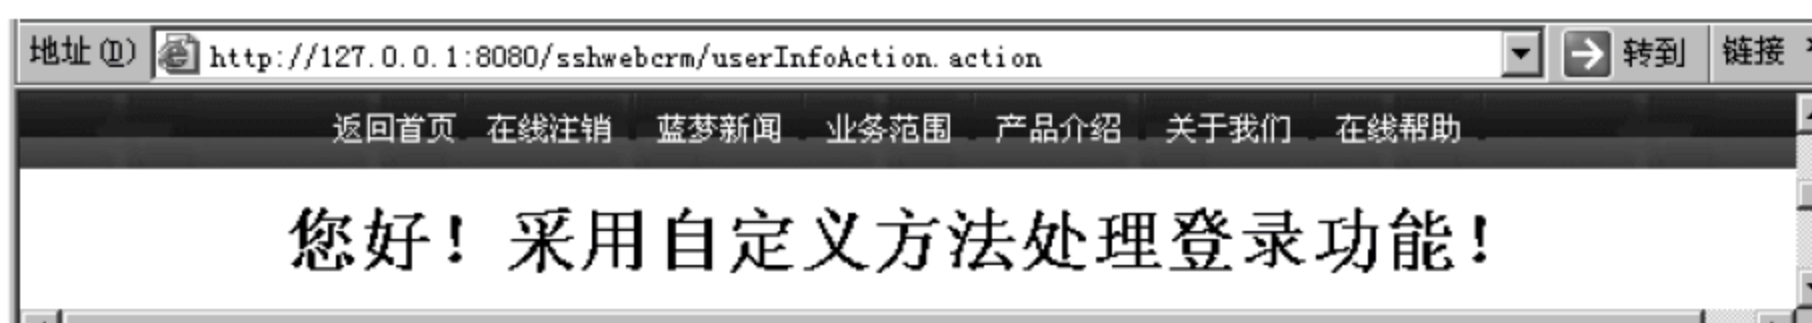 地址(D) http://127.0.0.1:8080/sshwebcrm/userInfoAction.action 转到 链接
返回首页 在线注销 蓝梦新闻 业务范围 产品介绍 关于我们 在线帮助
您好！采用自定义方法处理登录功能！